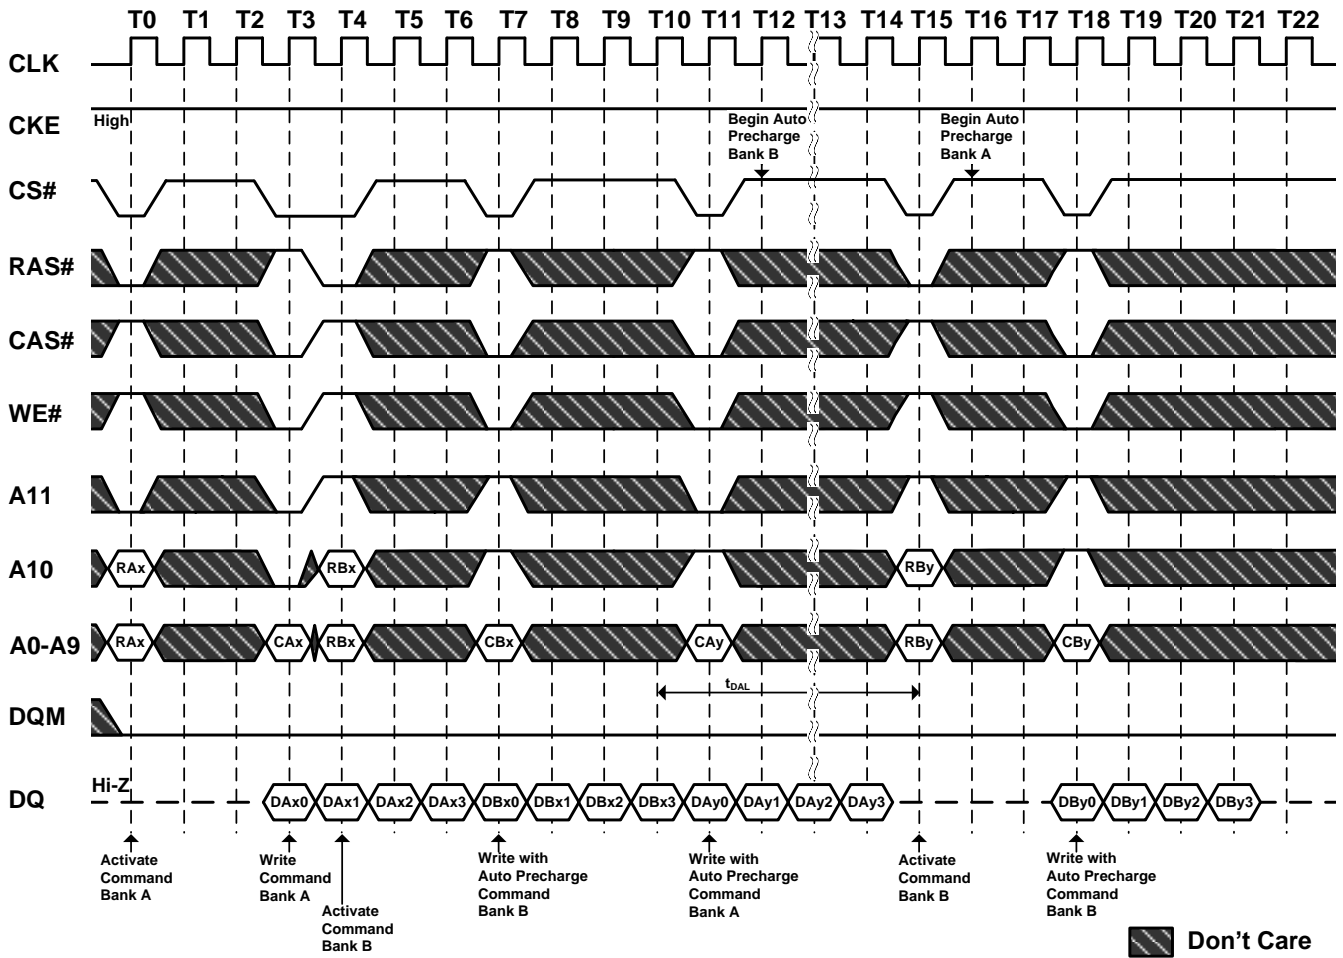 T0 T1 T2 T3 T4 T5 T6 T7 T8 T9 T10 T11 T12 T13 T14 T15 T16 T17 T18 T19 T20 T21 T22
CLK
CKE
High
Begin Auto
Precharge
Bank B
Begin Auto
Precharge
Bank A
CS#
RAS#
CAS#
WE#
A11
A10
RAx RBx RBy
A0-A9
RAx CAx RBx CBx CAy RBy CBy
tDAL
DQM
Hi-Z
DQ
DAx0 DAx1 DAx2 DAx3 DBx0 DBx1 DBx2 DBx3 DAy0 DAy1 DAy2 DAy3 DBy0 DBy1 DBy2 DBy3
Activate
Command
Bank A
Write
Command
Bank A
Activate
Command
Bank B
Write with
Auto Precharge
Command
Bank B
Write with
Auto Precharge
Command
Bank A
Activate
Command
Bank B
Write with
Auto Precharge
Command
Bank B
Don't Care